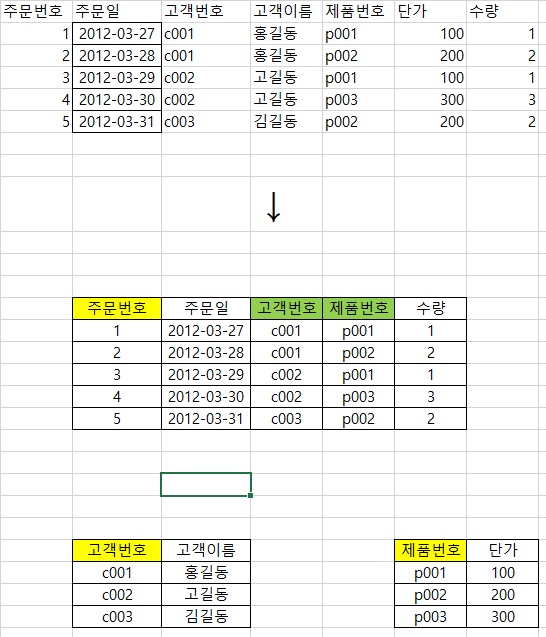 주문번호 주문일 고객번호 고객이름 제품번호 단가 수량
1 2012-03-27 c001 홍길동 p001 100 1
2 2012-03-28 c001 홍길동 p002 200 2
3 2012-03-29 c002 고길동 p001 100 1
4 2012-03-30 c002 고길동 p003 300 3
5 2012-03-31 c003 김길동 p002 200 2
↓
주문번호 주문일 고객번호 제품번호 수량
1 2012-03-27 c001 p001 1
2 2012-03-28 c001 p002 2
3 2012-03-29 c002 p001 1
4 2012-03-30 c002 p003 3
5 2012-03-31 c003 p002 2
고객번호 고객이름 제품번호 단가
c001 홍길동 p001 100
c002 고길동 p002 200
c003 김길동 p003 300